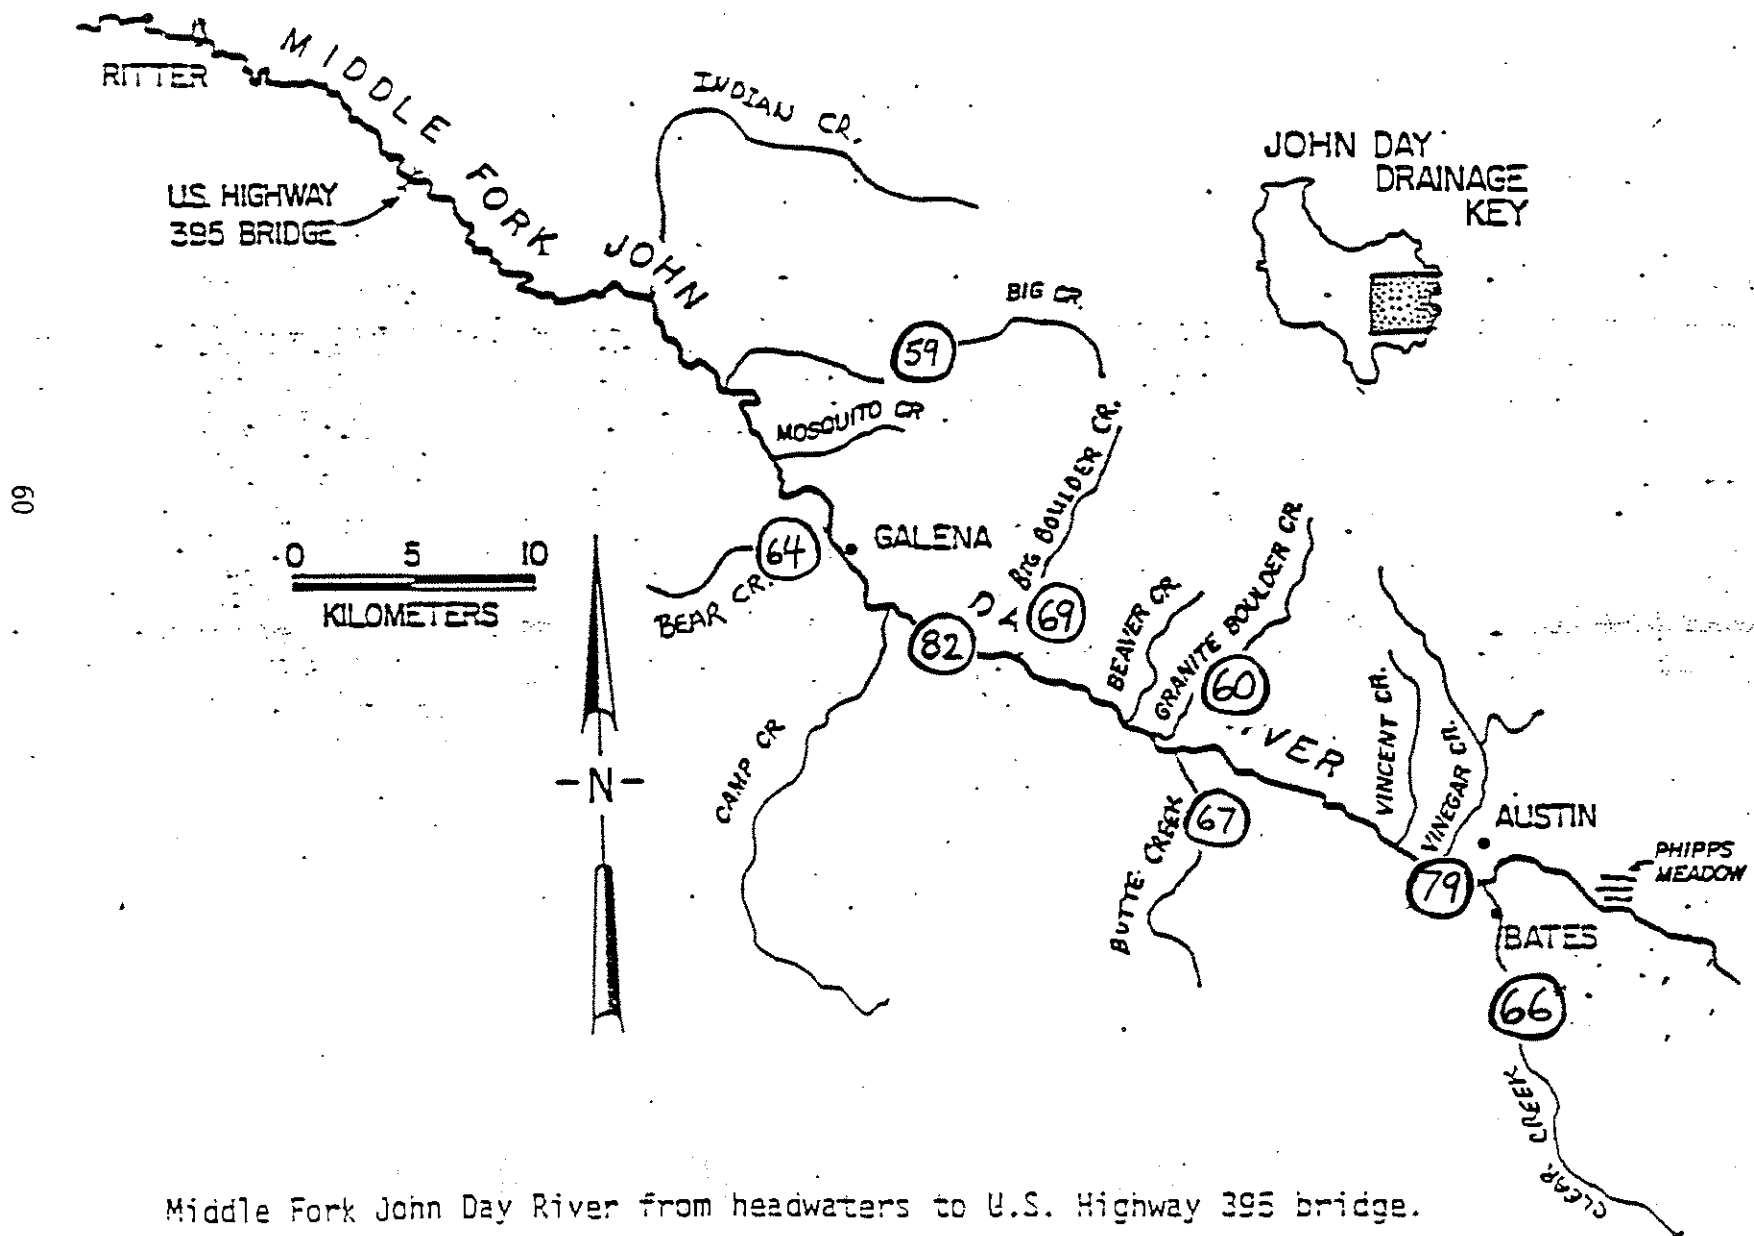 RITTER
MIDDLE FORK JOHN DAY RIVER
INDIAN CR.
JOHN DAY
DRAINAGE
KEY
U.S. HIGHWAY
395 BRIDGE
BIG CR.
59
MOSQUITO CR
BIG BOULDER CR.
60
64
GALENA
0 5 10
KILOMETERS
BEAR CR.
69
82
BEAVER CR.
GRANITE BOULDER CR.
60
VINCENT CR.
VINEGAR CR.
CAMP CR
-N-
67
BUTTE CREEK
AUSTIN
PHIPPS
MEADOW
79
BATES
66
CLEAR CREEK
Middle Fork John Day River from headwaters to U.S. Highway 395 bridge.